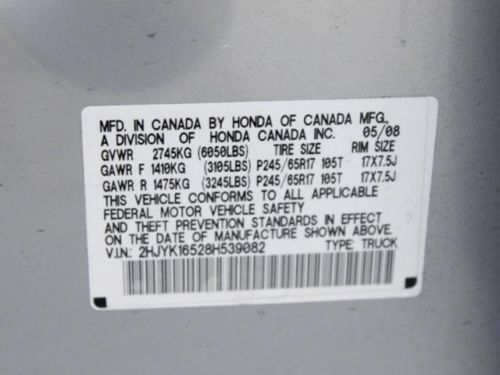 MFD. IN CANADA BY HONDA OF CANADA MFG.,
A DIVISION OF HONDA CANADA INC. 05/08
GVWR 2745KG (6050LBS) TIRE SIZE RIM SIZE
GAWR F 1410KG (3105LBS) P245/65R17 105T 17X7.5J
GAWR R 1475KG (3245LBS) P245/65R17 105T 17X7.5J
THIS VEHICLE CONFORMS TO ALL APPLICABLE
FEDERAL MOTOR VEHICLE SAFETY
AND THEFT PREVENTION STANDARDS IN EFFECT
ON THE DATE OF MANUFACTURE SHOWN ABOVE.
V.I.N.: 2HJYK16528H539082 TYPE: TRUCK